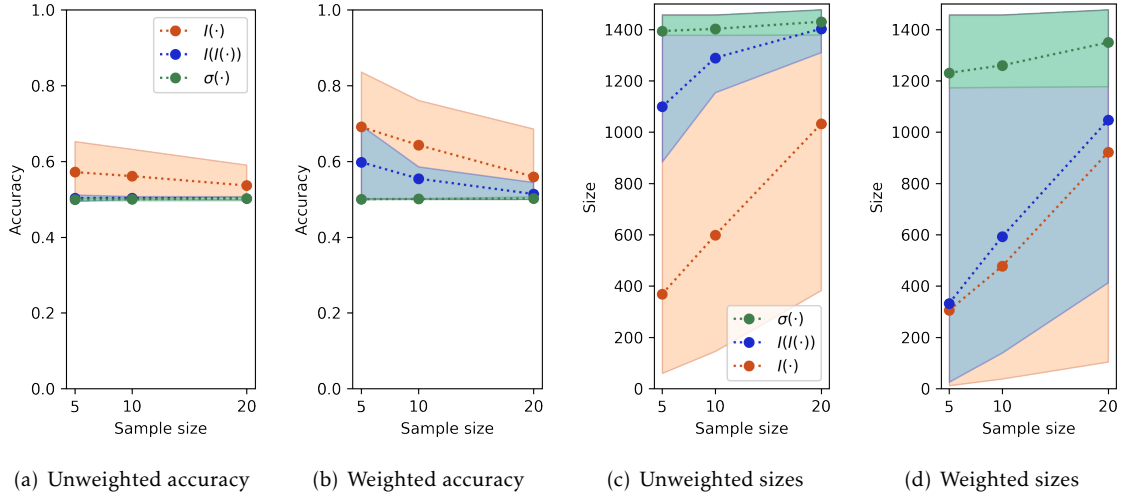 1.0
0.8
0.6
0.4
0.2
0.0
Accuracy
5
10
20
Sample size
I(·)
I(I(·))
σ(·)
(a) Unweighted accuracy
1.0
0.8
0.6
0.4
0.2
0.0
Accuracy
5
10
20
Sample size
(b) Weighted accuracy
1400
1200
1000
800
600
400
200
0
Size
5
10
20
Sample size
σ(·)
I(I(·))
I(·)
(c) Unweighted sizes
1400
1200
1000
800
600
400
200
0
Size
5
10
20
Sample size
(d) Weighted sizes